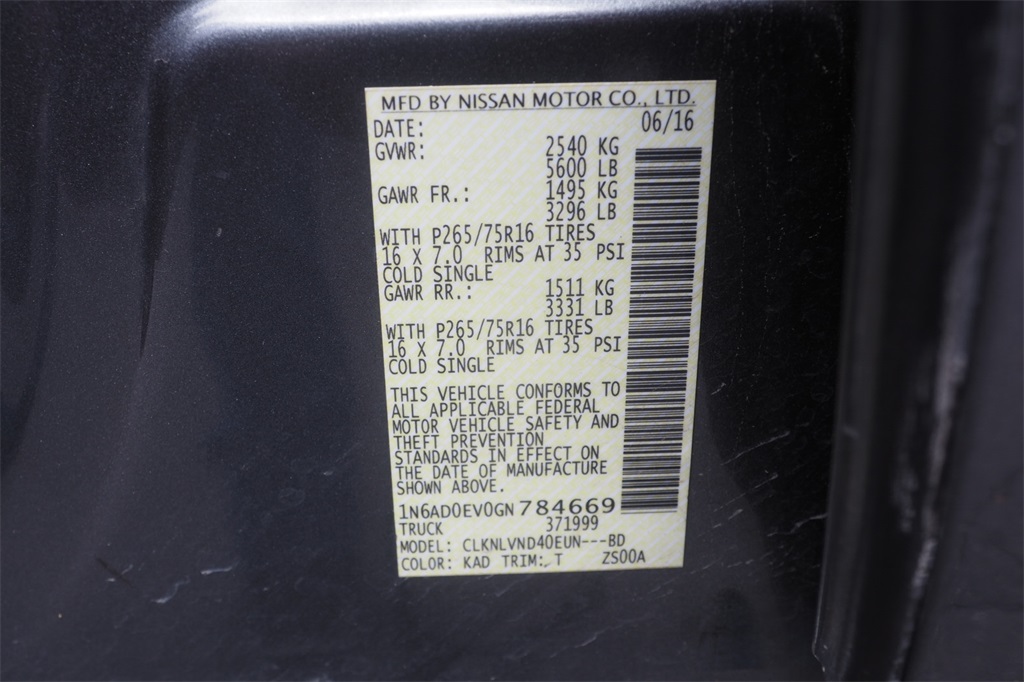 MFD BY NISSAN MOTOR CO., LTD.
DATE: 06/16
GVWR: 2540 KG
5600 LB
GAWR FR.: 1495 KG
3296 LB
WITH P265/75R16 TIRES
16 X 7.0 RIMS AT 35 PSI
COLD SINGLE
GAWR RR.: 1511 KG
3331 LB
WITH P265/75R16 TIRES
16 X 7.0 RIMS AT 35 PSI
COLD SINGLE
THIS VEHICLE CONFORMS TO
ALL APPLICABLE FEDERAL
MOTOR VEHICLE SAFETY AND
THEFT PREVENTION
STANDARDS IN EFFECT ON
THE DATE OF MANUFACTURE
SHOWN ABOVE.
1N6AD0EV0GN784669
TRUCK 371999
MODEL: CLKNLVND40EUN---BD
COLOR: KAD TRIM: T ZS00A